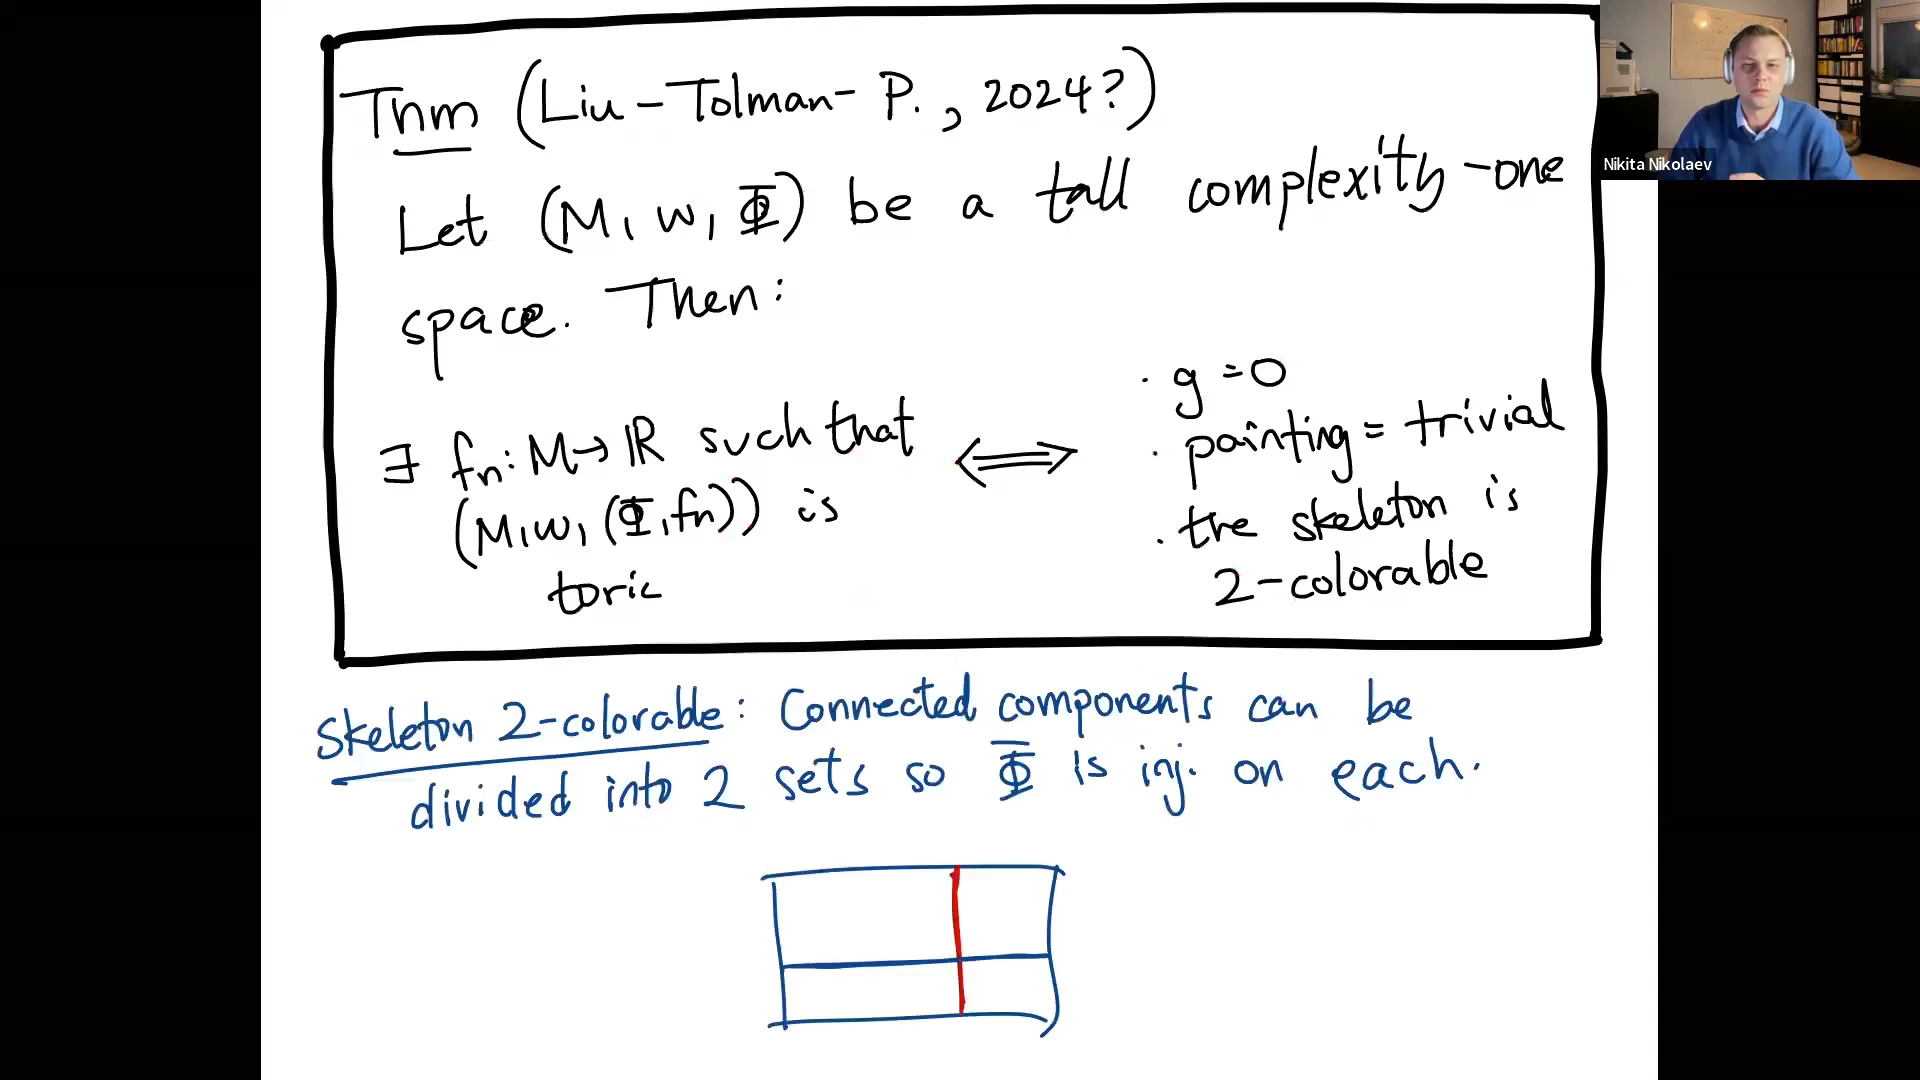 Thm (Liu-Tolman-P., 2024?)
Let (M, ω, Φ) be a tall complexity-one
space. Then:
∃ fn: M→ℝ such that
(M,ω,(Φ,fn)) is
toric
⟺
· g=0
· painting= trivial
· the skeleton is
2-colorable
Skeleton 2-colorable: Connected components can be
divided into 2 sets so Φ̅ is inj. on each.
Nikita Nikolaev